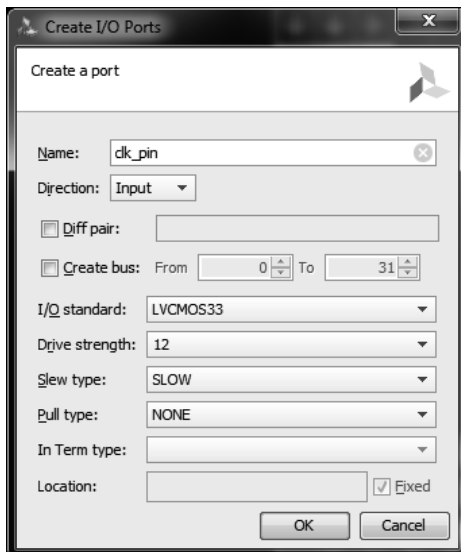 Create I/O Ports
Create a port
Name: clk_pin
Direction: Input
Diff pair:
Create bus: From 0 To 31
I/O standard: LVCMOS33
Drive strength: 12
Slew type: SLOW
Pull type: NONE
In Term type:
Location: Fixed
OK Cancel